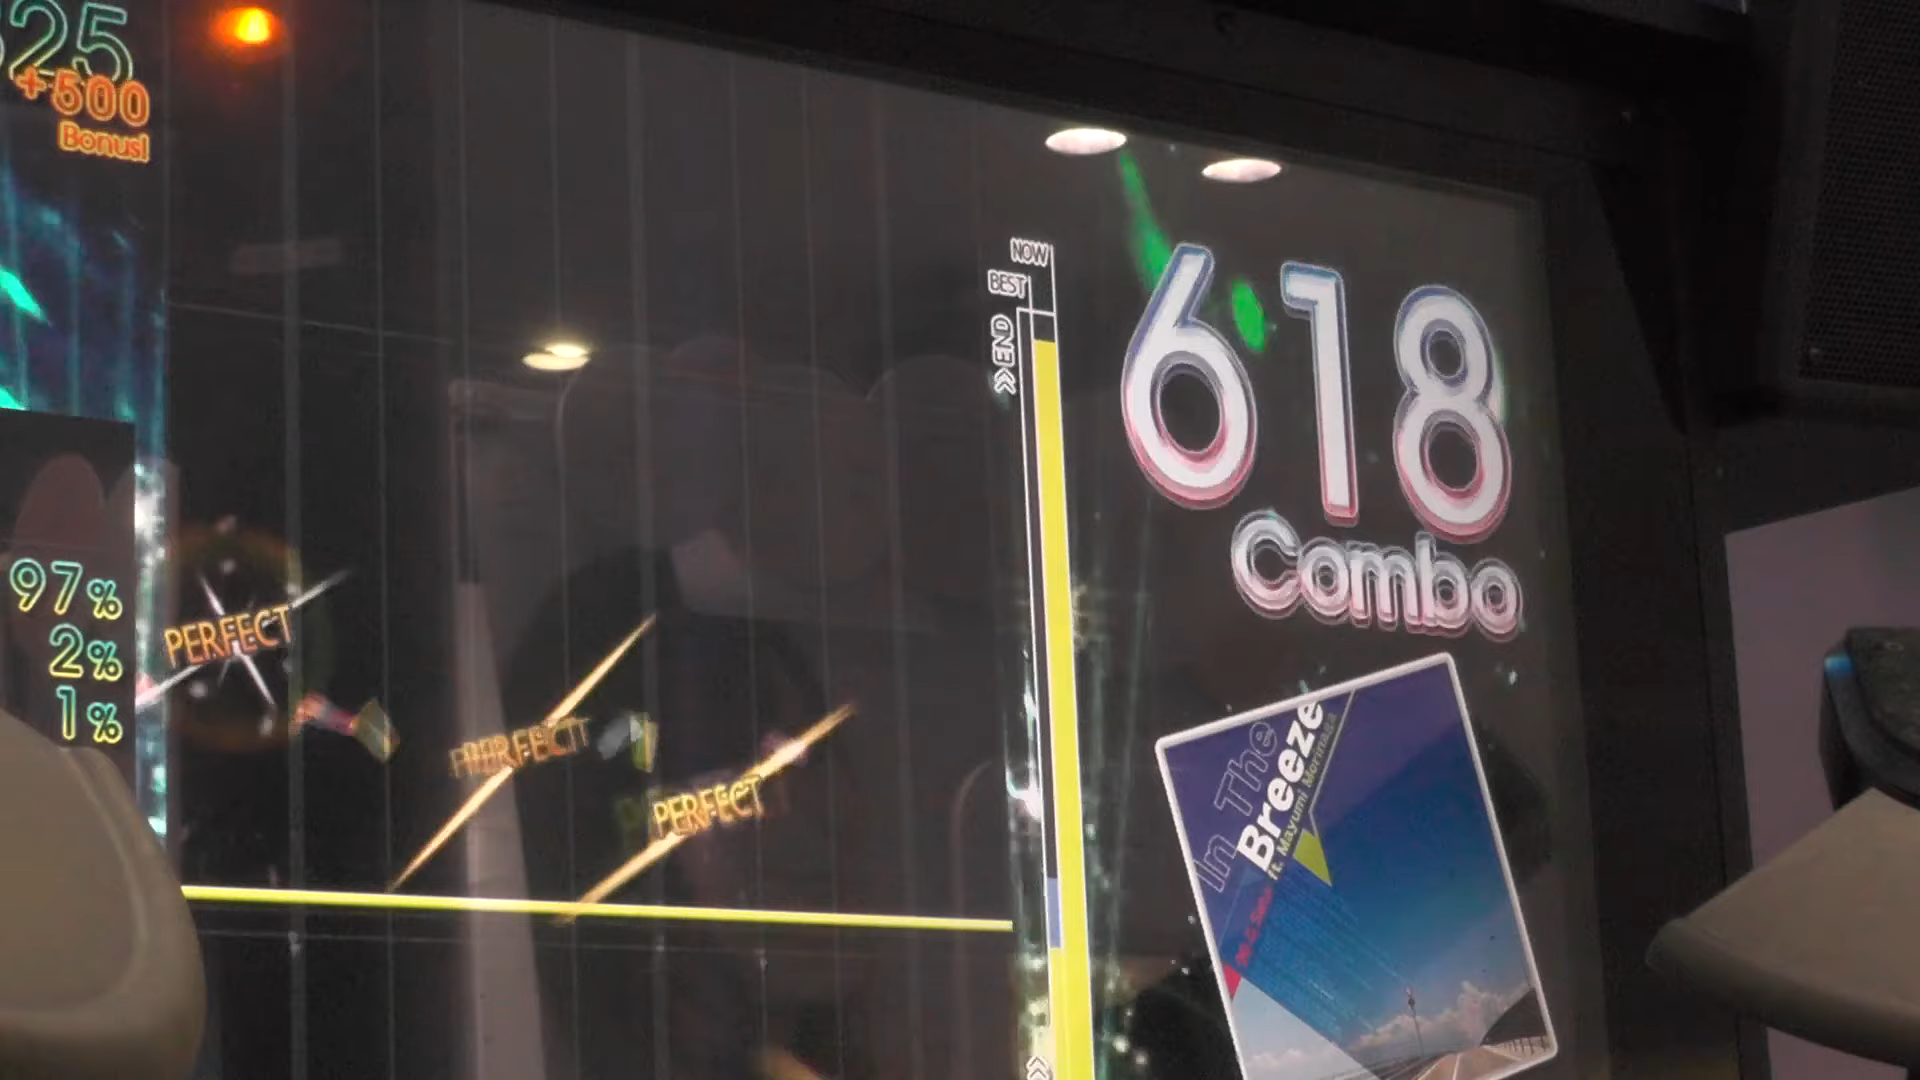 325
+500
Bonus!
NOW
BEST
END
618
Combo
97%
2%
1%
PERFECT
PERFECT
PERFECT
In The
Breeze
ft. Mayumi Morinaga